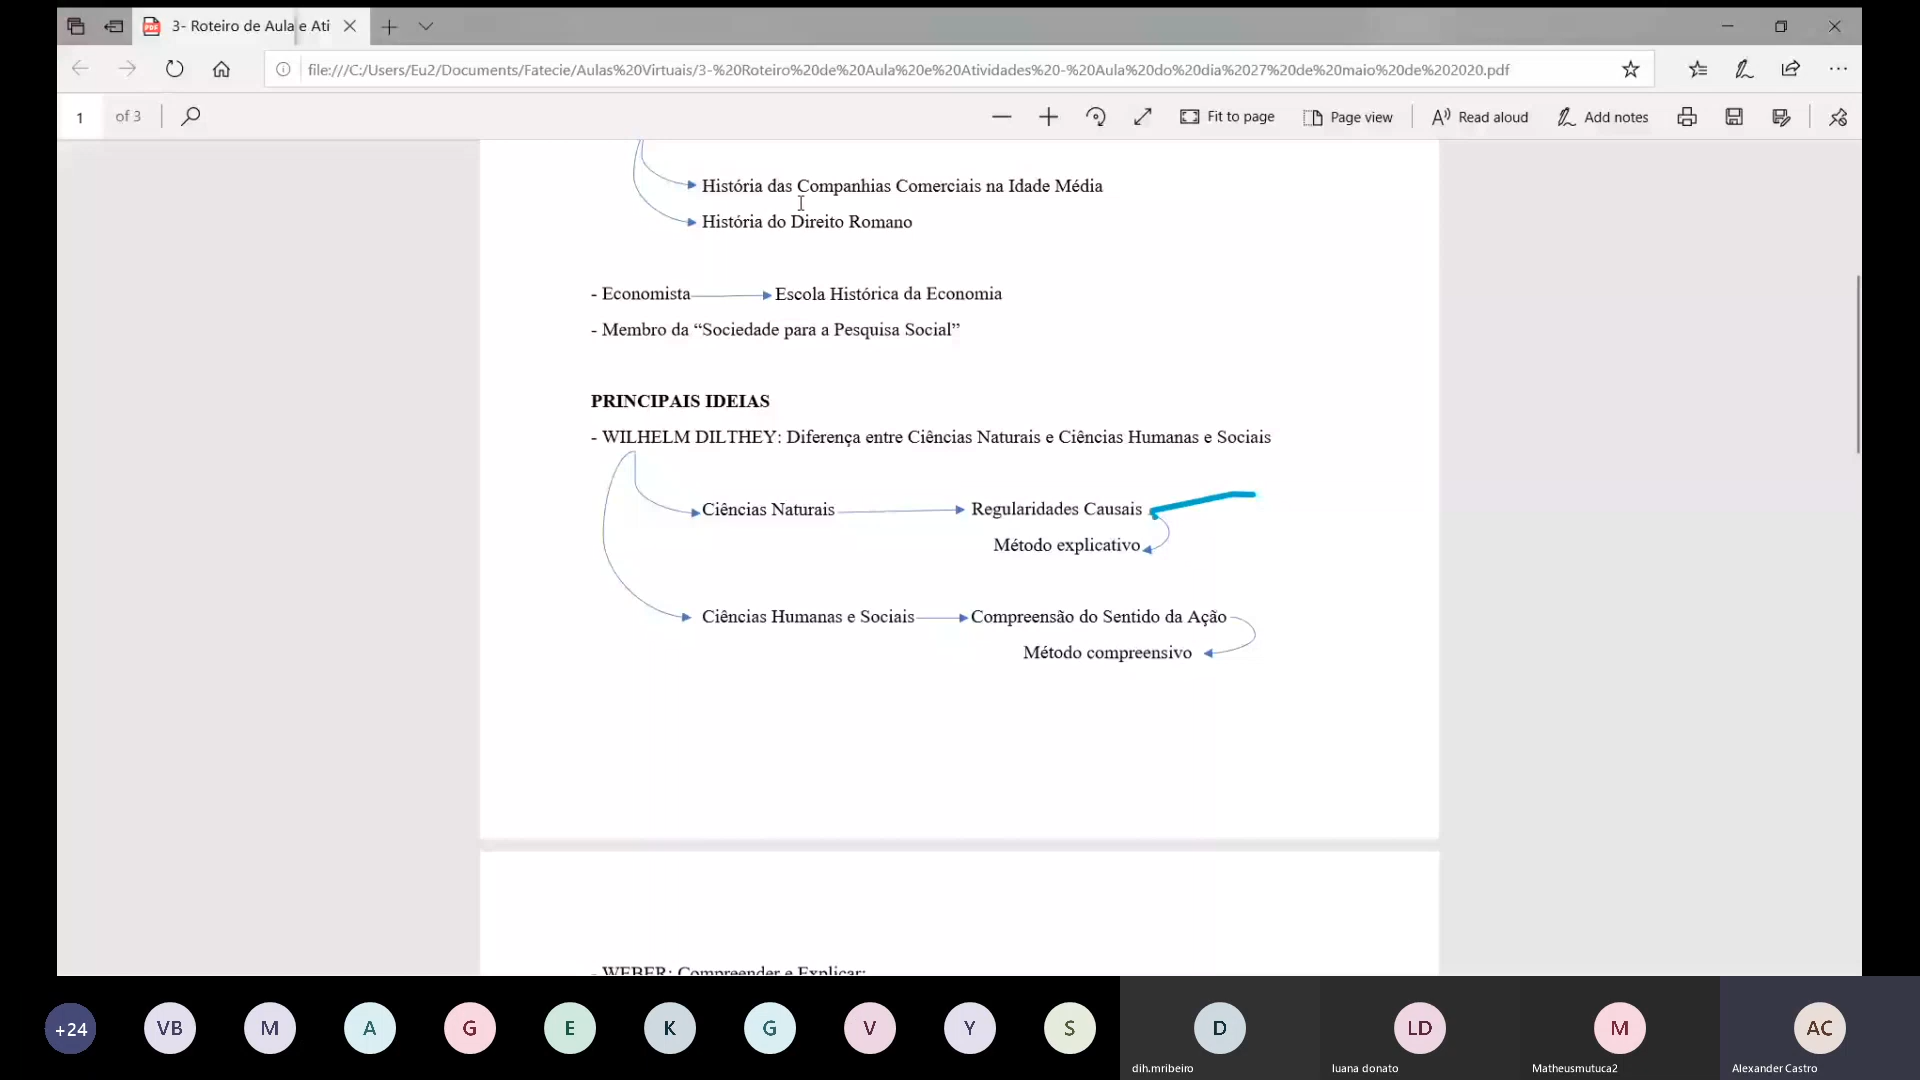 3- Roteiro de Aula e Ati
file:///C:/Users/Eu2/Documents/Fatecie/Aulas%20Virtuais/3-%20Roteiro%20de%20Aula%20e%20Atividades%20-%20Aula%20do%20dia%2027%20de%20maio%20de%202020.pdf
1 of 3 Fit to page Page view Read aloud Add notes
História das Companhias Comerciais na Idade Média
História do Direito Romano
- Economista Escola Histórica da Economia
- Membro da “Sociedade para a Pesquisa Social”
PRINCIPAIS IDEIAS
- WILHELM DILTHEY: Diferença entre Ciências Naturais e Ciências Humanas e Sociais
Ciências Naturais Regularidades Causais
Método explicativo
Ciências Humanas e Sociais Compreensão do Sentido da Ação
Método compreensivo
- WEBER: Compreender e Explicar:
+24 VB M A G E K G V Y S D LD M AC
dih.mribeiro luana donato Matheusmutuca2 Alexander Castro